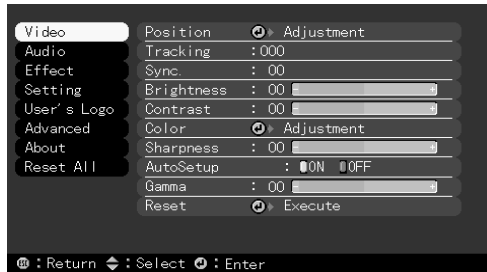 Video
Audio
Effect
Setting
User's Logo
Advanced
About
Reset All
Position Adjustment
Tracking :000
Sync. : 00
Brightness : 00 - +
Contrast : 00 - +
Color Adjustment
Sharpness : 00 - +
AutoSetup : ON OFF
Gamma : 00 - +
Reset Execute
:Return :Select :Enter